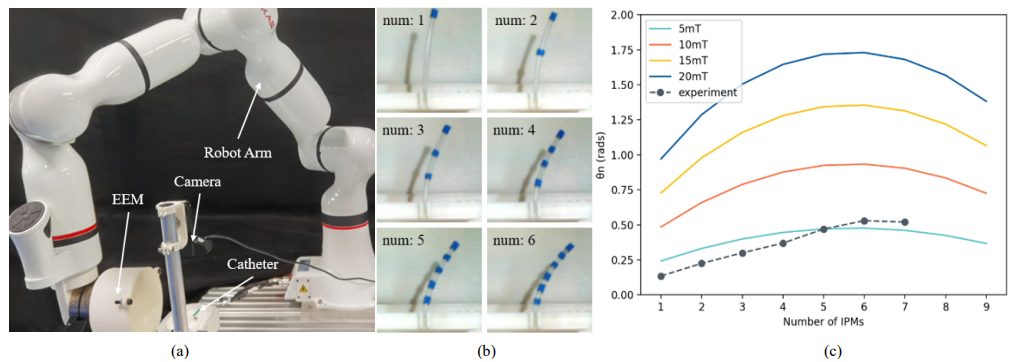 Robot Arm
Camera
EEM
Catheter
(a)
num: 1
num: 2
num: 3
num: 4
num: 5
num: 6
(b)
2.00
1.75
1.50
1.25
1.00
0.75
0.50
0.25
0.00
θn (rads)
5mT
10mT
15mT
20mT
experiment
1 2 3 4 5 6 7 8 9
Number of IPMs
(c)